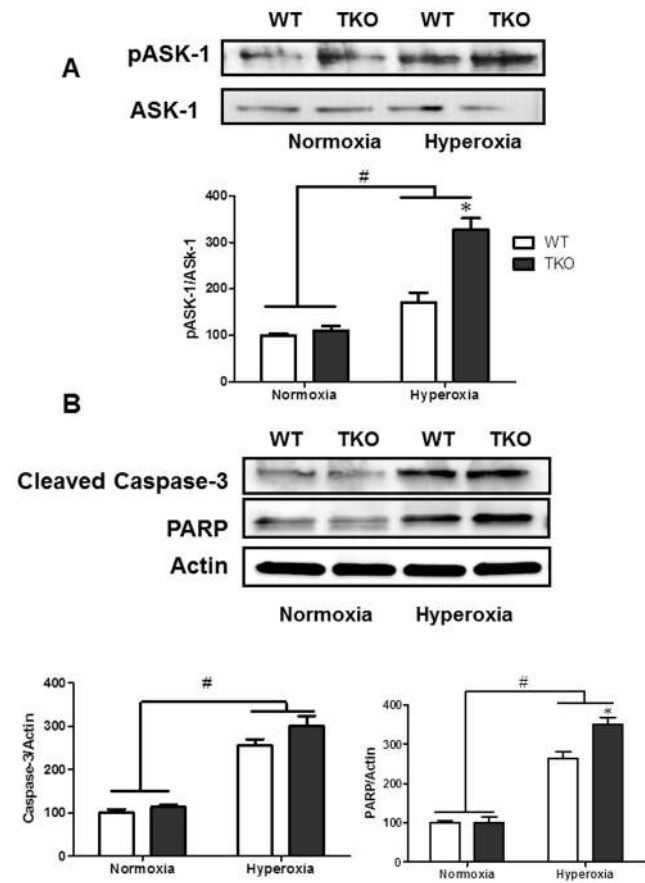 WT TKO WT TKO
A
pASK-1
ASK-1
Normoxia Hyperoxia
#
*
400
300
200
100
0
pASK-1/ASk-1
WT
TKO
Normoxia Hyperoxia
B
WT TKO WT TKO
Cleaved Caspase-3
PARP
Actin
Normoxia Hyperoxia
#
400
300
200
100
0
Caspase-3/Actin
Normoxia Hyperoxia
#
*
400
300
200
100
0
PARP/Actin
Normoxia Hyperoxia